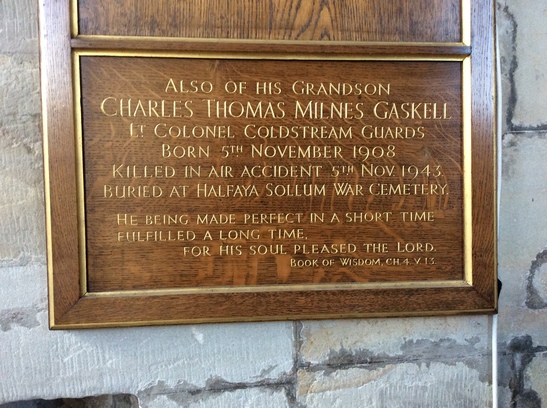 Also of his Grandson
Charles Thomas Milnes Gaskell
Lt Colonel Coldstream Guards
Born 5th November 1908
Killed in air accident 5th Nov. 1943.
Buried at Halfaya Sollum War Cemetery.
He being made perfect in a short time
fulfilled a long time,
for his soul pleased the Lord.
Book of Wisdom, ch.4. v 13.